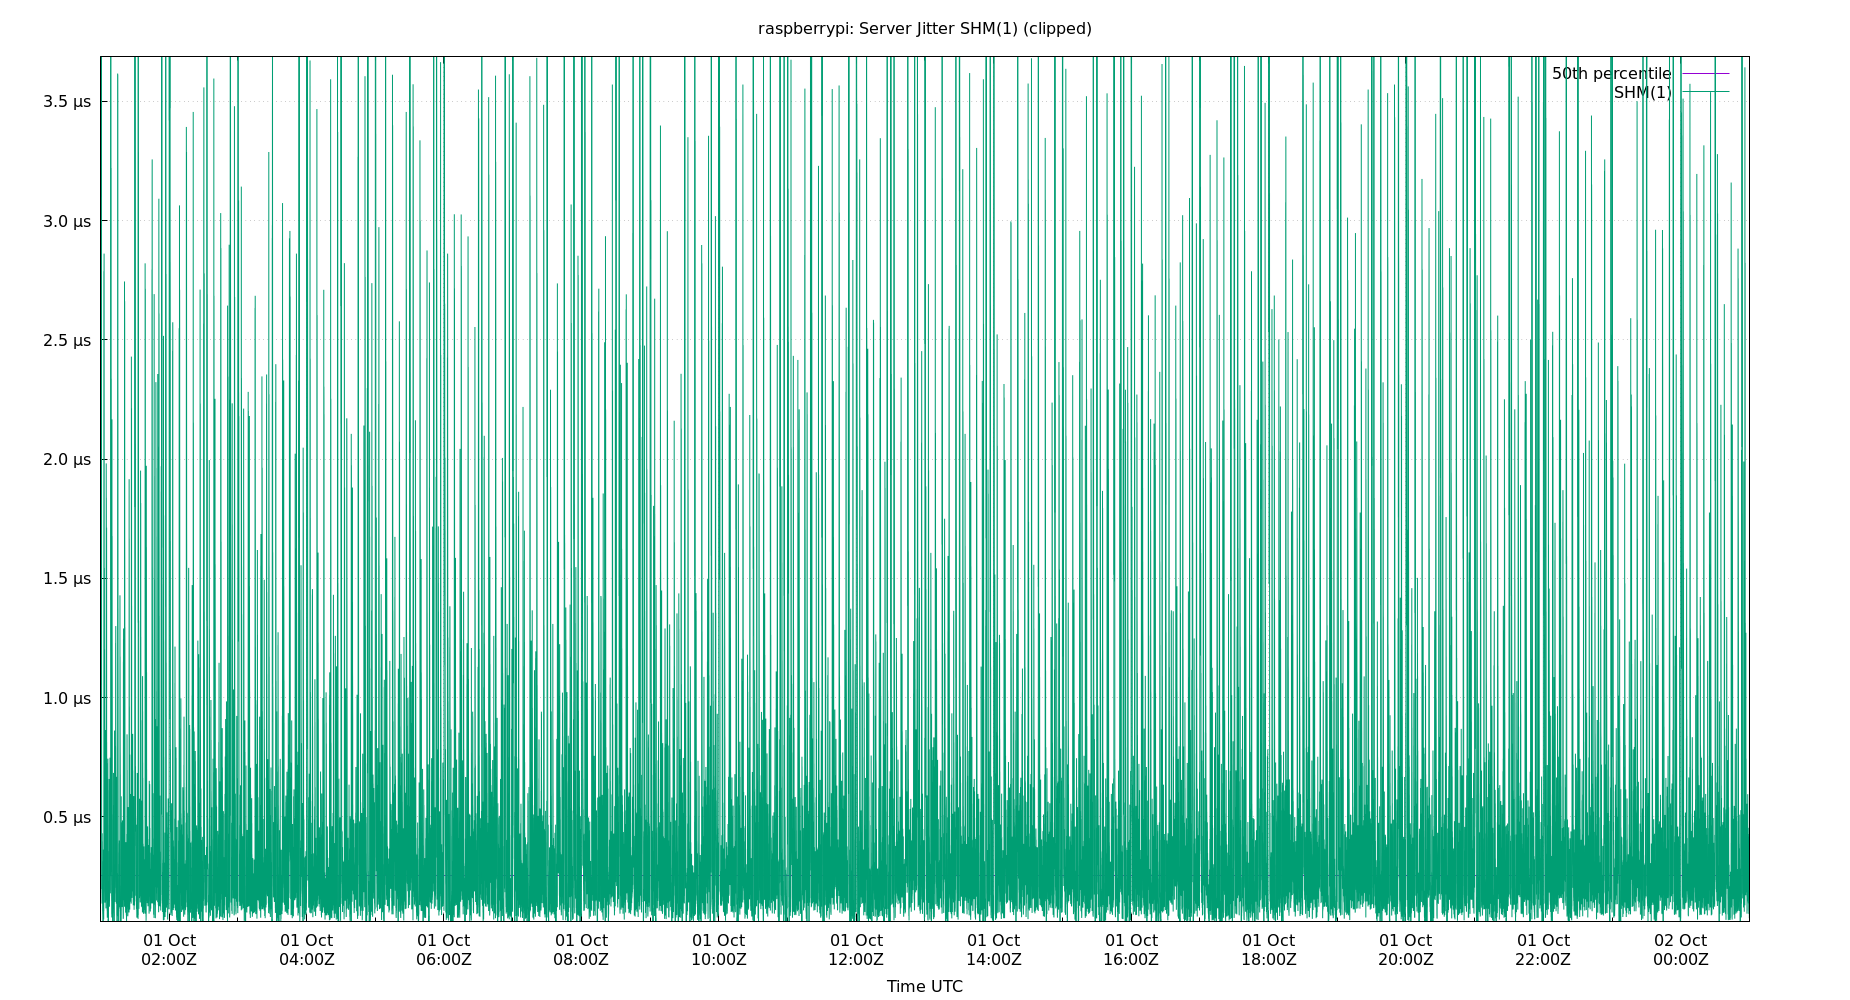 raspberrypi: Server Jitter SHM(1) (clipped)
50th percentile
SHM(1)
3.5 µs
3.0 µs
2.5 µs
2.0 µs
1.5 µs
1.0 µs
0.5 µs
01 Oct 01 Oct 01 Oct 01 Oct 01 Oct 01 Oct 01 Oct 01 Oct 01 Oct 01 Oct 01 Oct 02 Oct
02:00Z 04:00Z 06:00Z 08:00Z 10:00Z 12:00Z 14:00Z 16:00Z 18:00Z 20:00Z 22:00Z 00:00Z
Time UTC